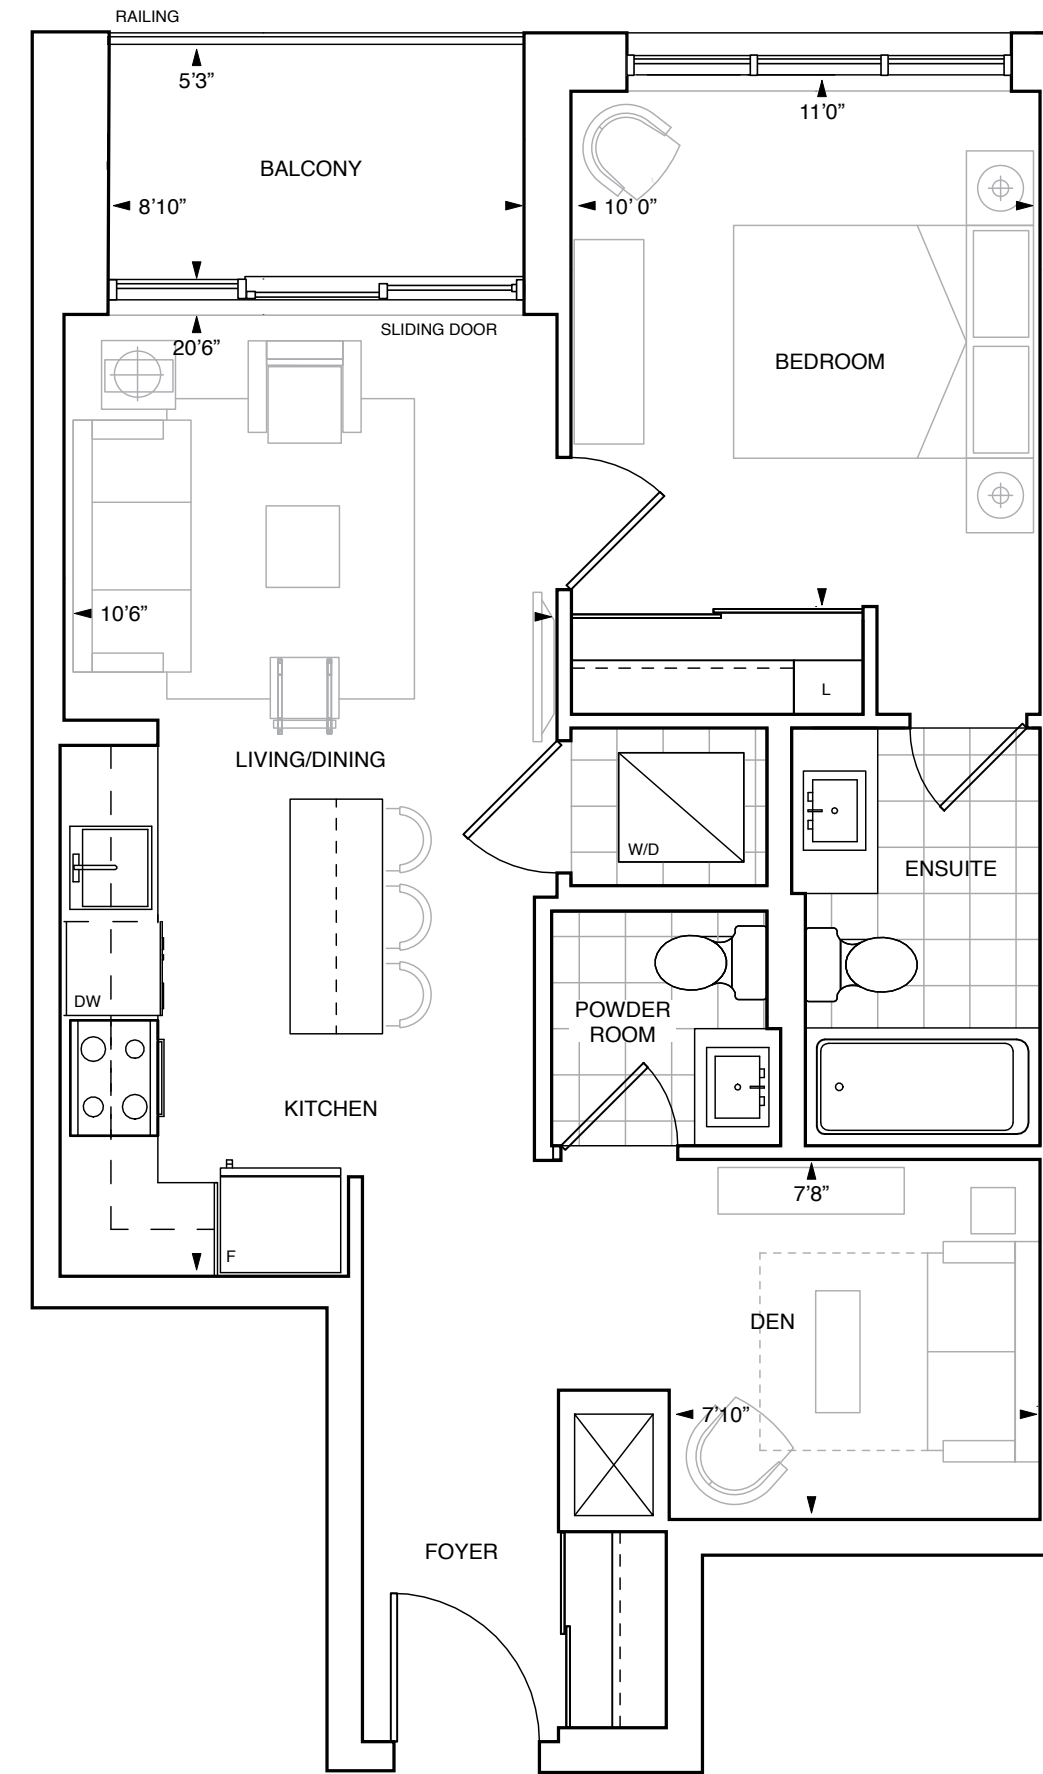 RAILING
5'3”
11'0”
BALCONY
8'10”
10' 0”
SLIDING DOOR
20'6”
BEDROOM
10'6”
L
LIVING/DINING
W/D
ENSUITE
DW
POWDER
ROOM
KITCHEN
7'8”
F
DEN
7'10”
FOYER